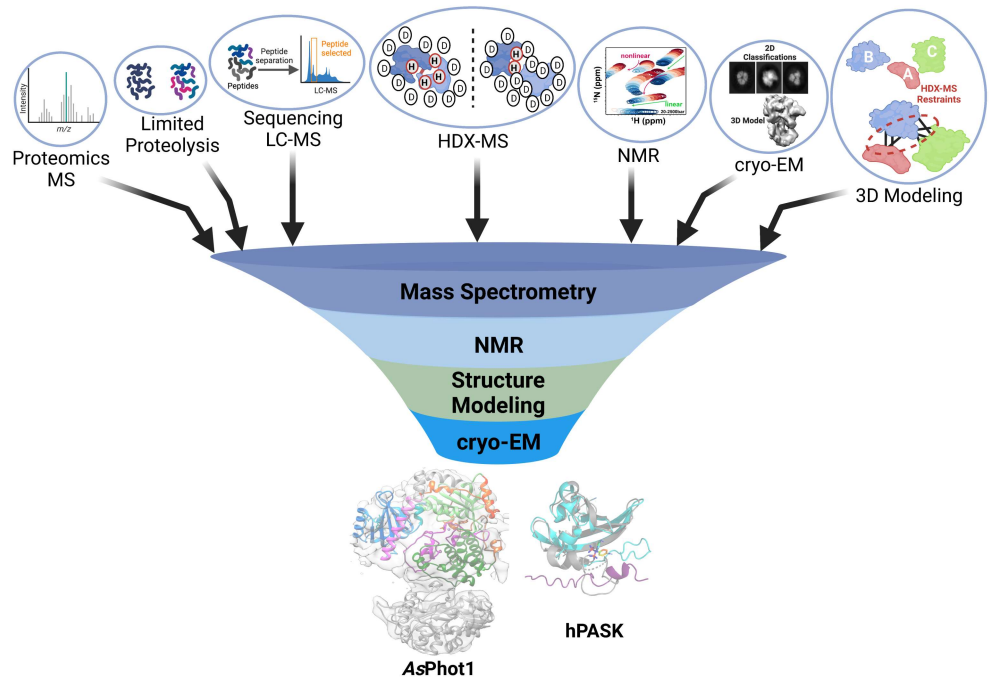 Intensity
m/z
Proteomics
MS
Limited
Proteolysis
Peptides
Peptide
separation
Peptide
selected
LC-MS
Sequencing
LC-MS
D D D D D D D D D D D D D
H H H H H
D D D D D D D D D D D D D
H H
HDX-MS
nonlinear
linear
20-2500bar
¹⁵N (ppm)
¹H (ppm)
NMR
2D
Classifications
3D Model
cryo-EM
B
C
A
HDX-MS
Restraints
3D Modeling
Mass Spectrometry
NMR
Structure
Modeling
cryo-EM
AsPhot1
hPASK